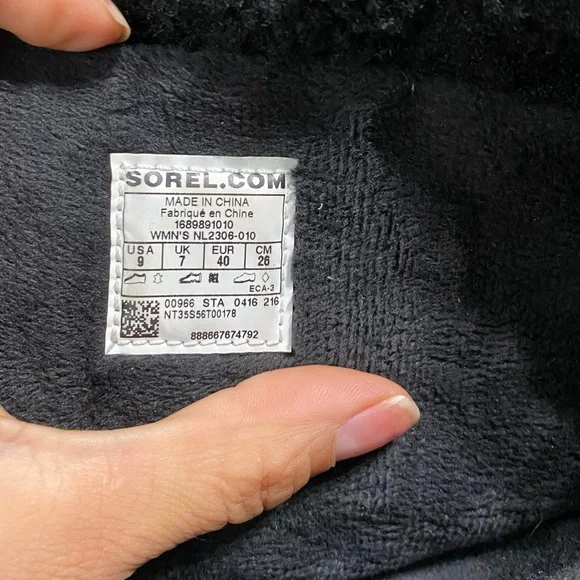 SOREL.COM
MADE IN CHINA
Fabriqué en Chine
1689891010
WMN'S NL2306-010
USA UK EUR CM
9 7 40 26
ECA-3
00966 STA 0416 216
NT35S56T00178
888667674792